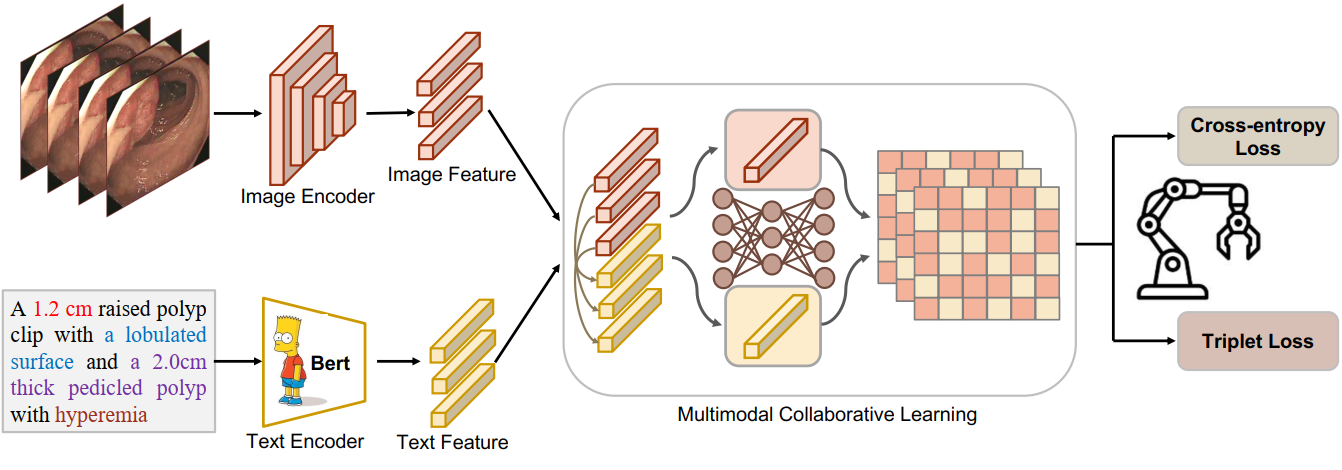 Image Encoder
Image Feature
A 1.2 cm raised polyp
clip with a lobulated
surface and a 2.0cm
thick pedicled polyp
with hyperemia
Bert
Text Encoder
Text Feature
Multimodal Collaborative Learning
Cross-entropy
Loss
Triplet Loss